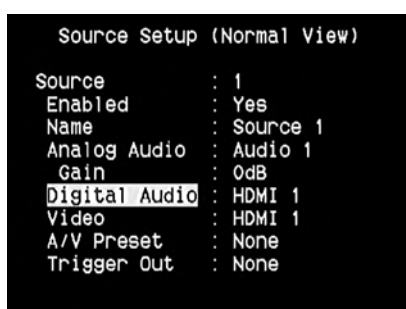 Source Setup (Normal View)
Source : 1
Enabled : Yes
Name : Source 1
Analog Audio : Audio 1
Gain : 0dB
Digital Audio : HDMI 1
Video : HDMI 1
A/V Preset : None
Trigger Out : None